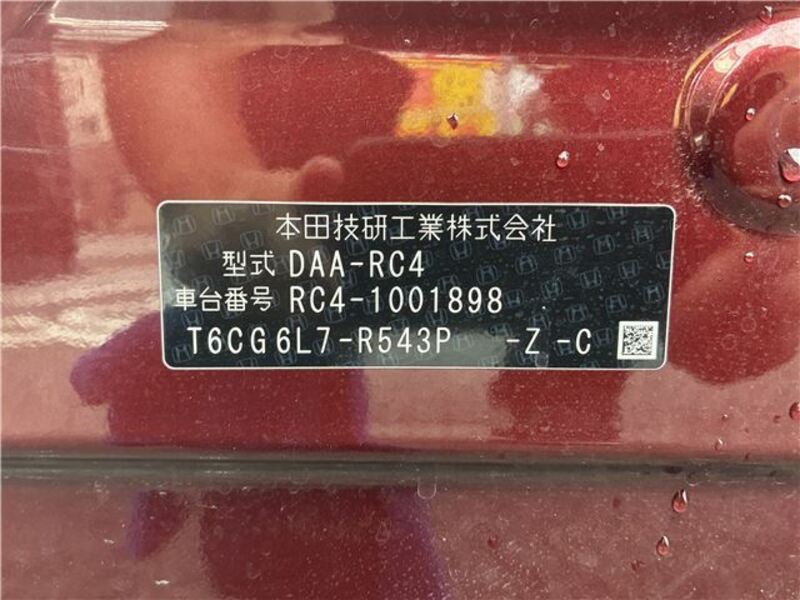 本田技研工業株式会社
型式 DAA-RC4
車台番号 RC4-1001898
T6CG6L7-R543P -Z -C